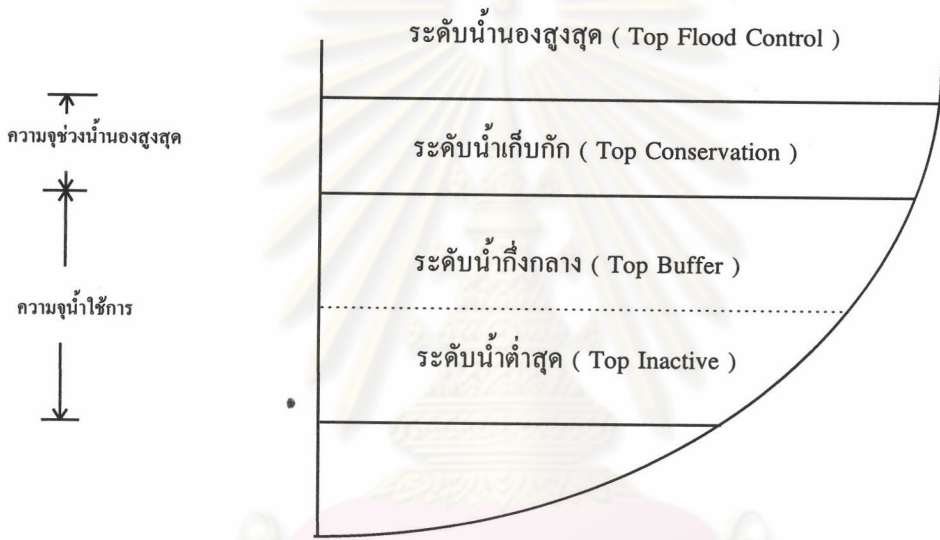 ระดับน้ำนองสูงสุด ( Top Flood Control )
ความจุช่วงน้ำนองสูงสุด
ระดับน้ำเก็บกัก ( Top Conservation )
ระดับน้ำกึ่งกลาง ( Top Buffer )
ความจุน้ำใช้การ
ระดับน้ำต่ำสุด ( Top Inactive )